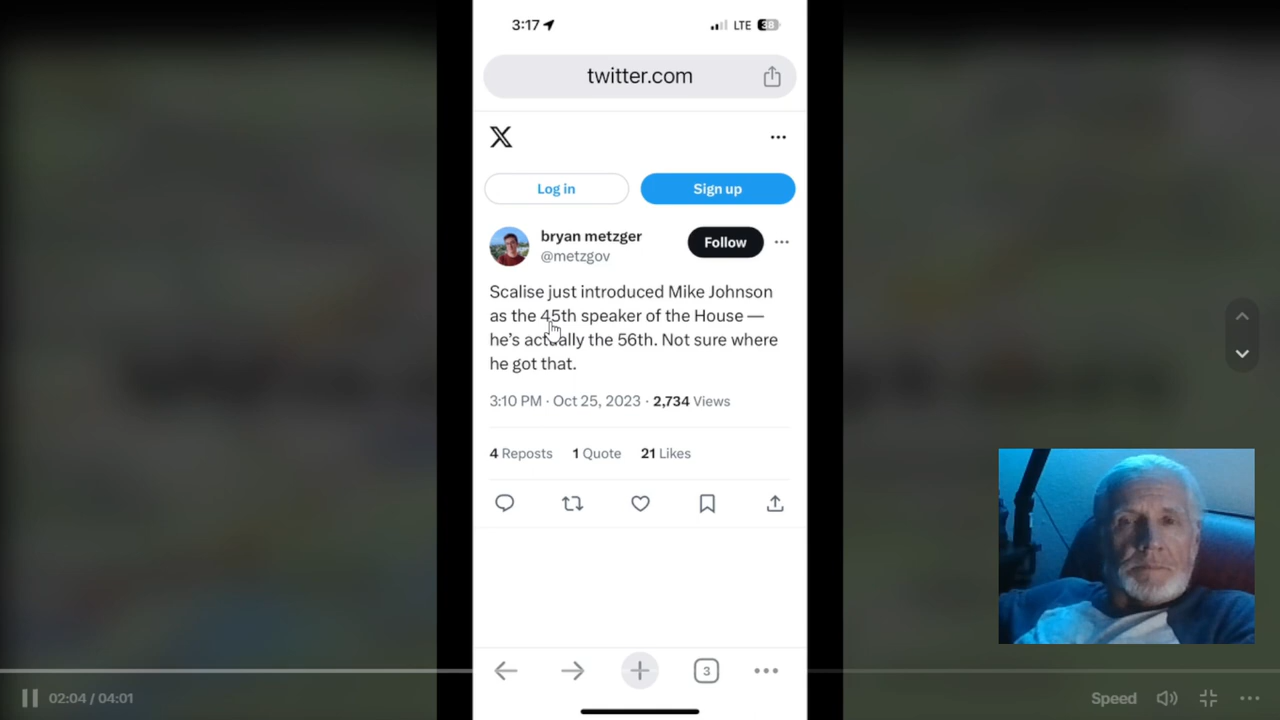 3:17
LTE 38
twitter.com
X
Log in
Sign up
bryan metzger
@metzgov
Follow
Scalise just introduced Mike Johnson
as the 45th speaker of the House —
he's actually the 56th. Not sure where
he got that.
3:10 PM · Oct 25, 2023 · 2,734 Views
4 Reposts 1 Quote 21 Likes
3
02:04 / 04:01
Speed